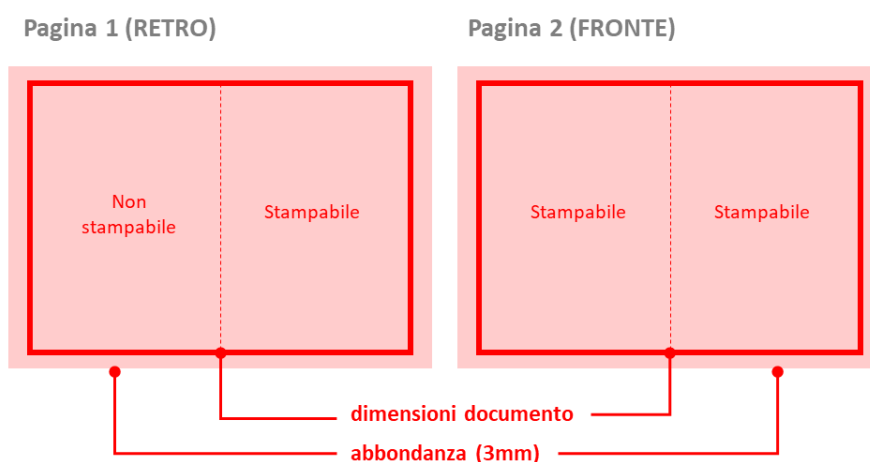 Pagina 1 (RETRO)
Pagina 2 (FRONTE)
Non
stampabile
Stampabile
Stampabile
Stampabile
dimensioni documento
abbondanza (3mm)